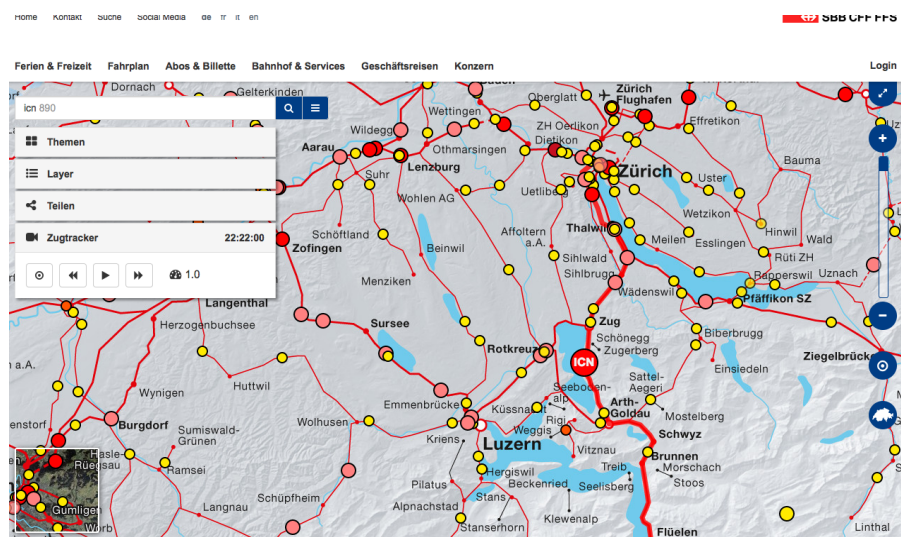 Home Kontakt Suche Social Media de fr it en
SBB CFF FFS
Ferien & Freizeit Fahrplan Abos & Billette Bahnhof & Services Geschäftsreisen Konzern Login
icn 890
Themen
Layer
Teilen
Zugtracker 22:22:00
1.0
Dornach
Gelterkinden
Oberglatt
Zürich
Flughafen
Effretikon
Wettingen
ZH Oerlikon
Dietikon
Wildegg
Aarau
Othmarsingen
Lenzburg
Suhr
Zürich
Bauma
Uster
Wohlen AG
Uetliberg
Wetzikon
Schöftland
Zofingen
Beinwil
Affoltern
a.A.
Thalwil
Meilen
Esslingen
Hinwil
Wald
Rüti ZH
Sihlwald
Sihlbrugg
Rapperswil
Uznach
Menziken
Wädenswil
Pfäffikon SZ
Langenthal
Herzogenbuchsee
Sursee
Zug
Biberbrugg
Rotkreuz
Schönegg
Zugerberg
Ziegelbrück
ICN
Einsiedeln
n a.A.
Wynigen
Huttwil
Sattel-
Aegeri
Seeboden-
alp
Emmenbrücke
Arth-
Goldau
Rigi
Weggis
Mostelberg
Burgdorf
Sumiswald-
Grünen
Wolhusen
Kriens
Luzern
Schwyz
Vitznau
Brunnen
Hasle-
Rüegsau
Ramsei
Hergiswil
Treib
Morschach
Pilatus
Beckenried
Seelisberg
Stoos
Schüpfheim
Stans
Gümligen
Langnau
Alpnachstad
Klewenalp
Worb
Stanserhorn
Flüelen
Linthal